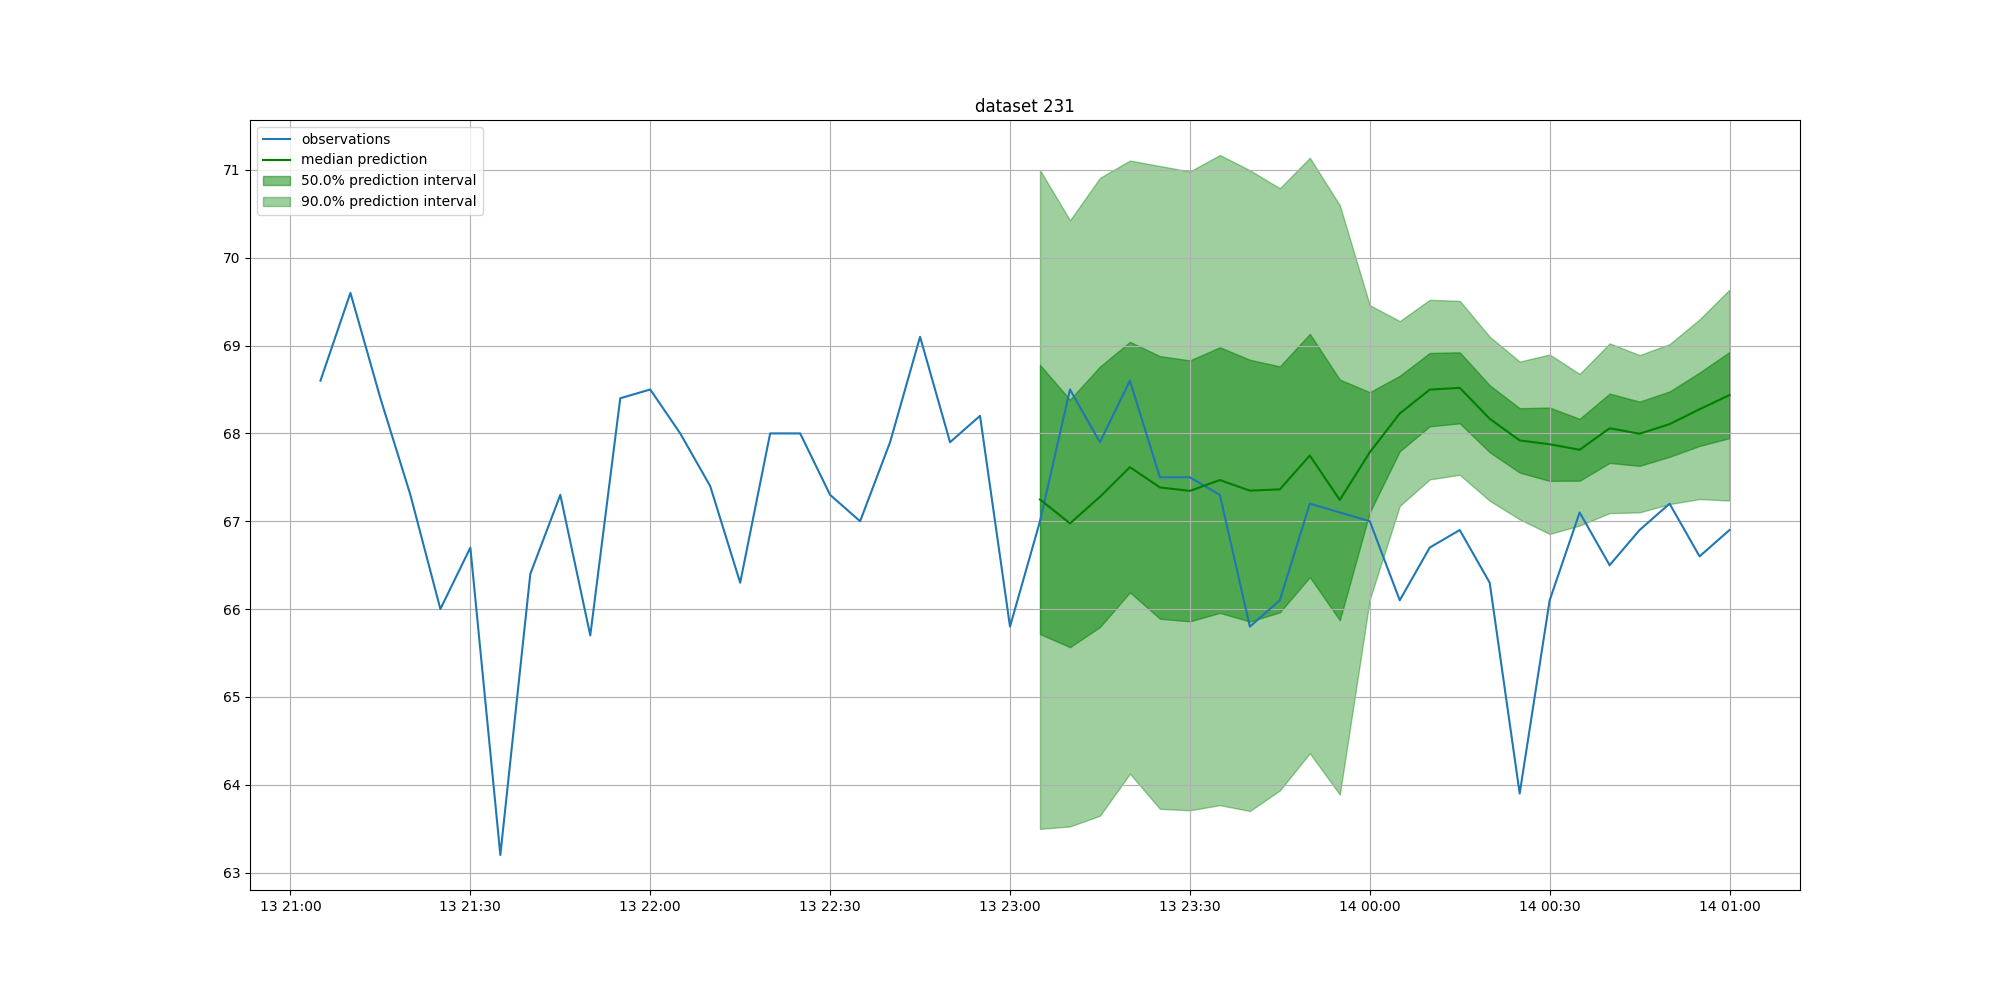 dataset 231
observations
median prediction
50.0% prediction interval
90.0% prediction interval
71
70
69
68
67
66
65
64
63
13 21:00 13 21:30 13 22:00 13 22:30 13 23:00 13 23:30 14 00:00 14 00:30 14 01:00